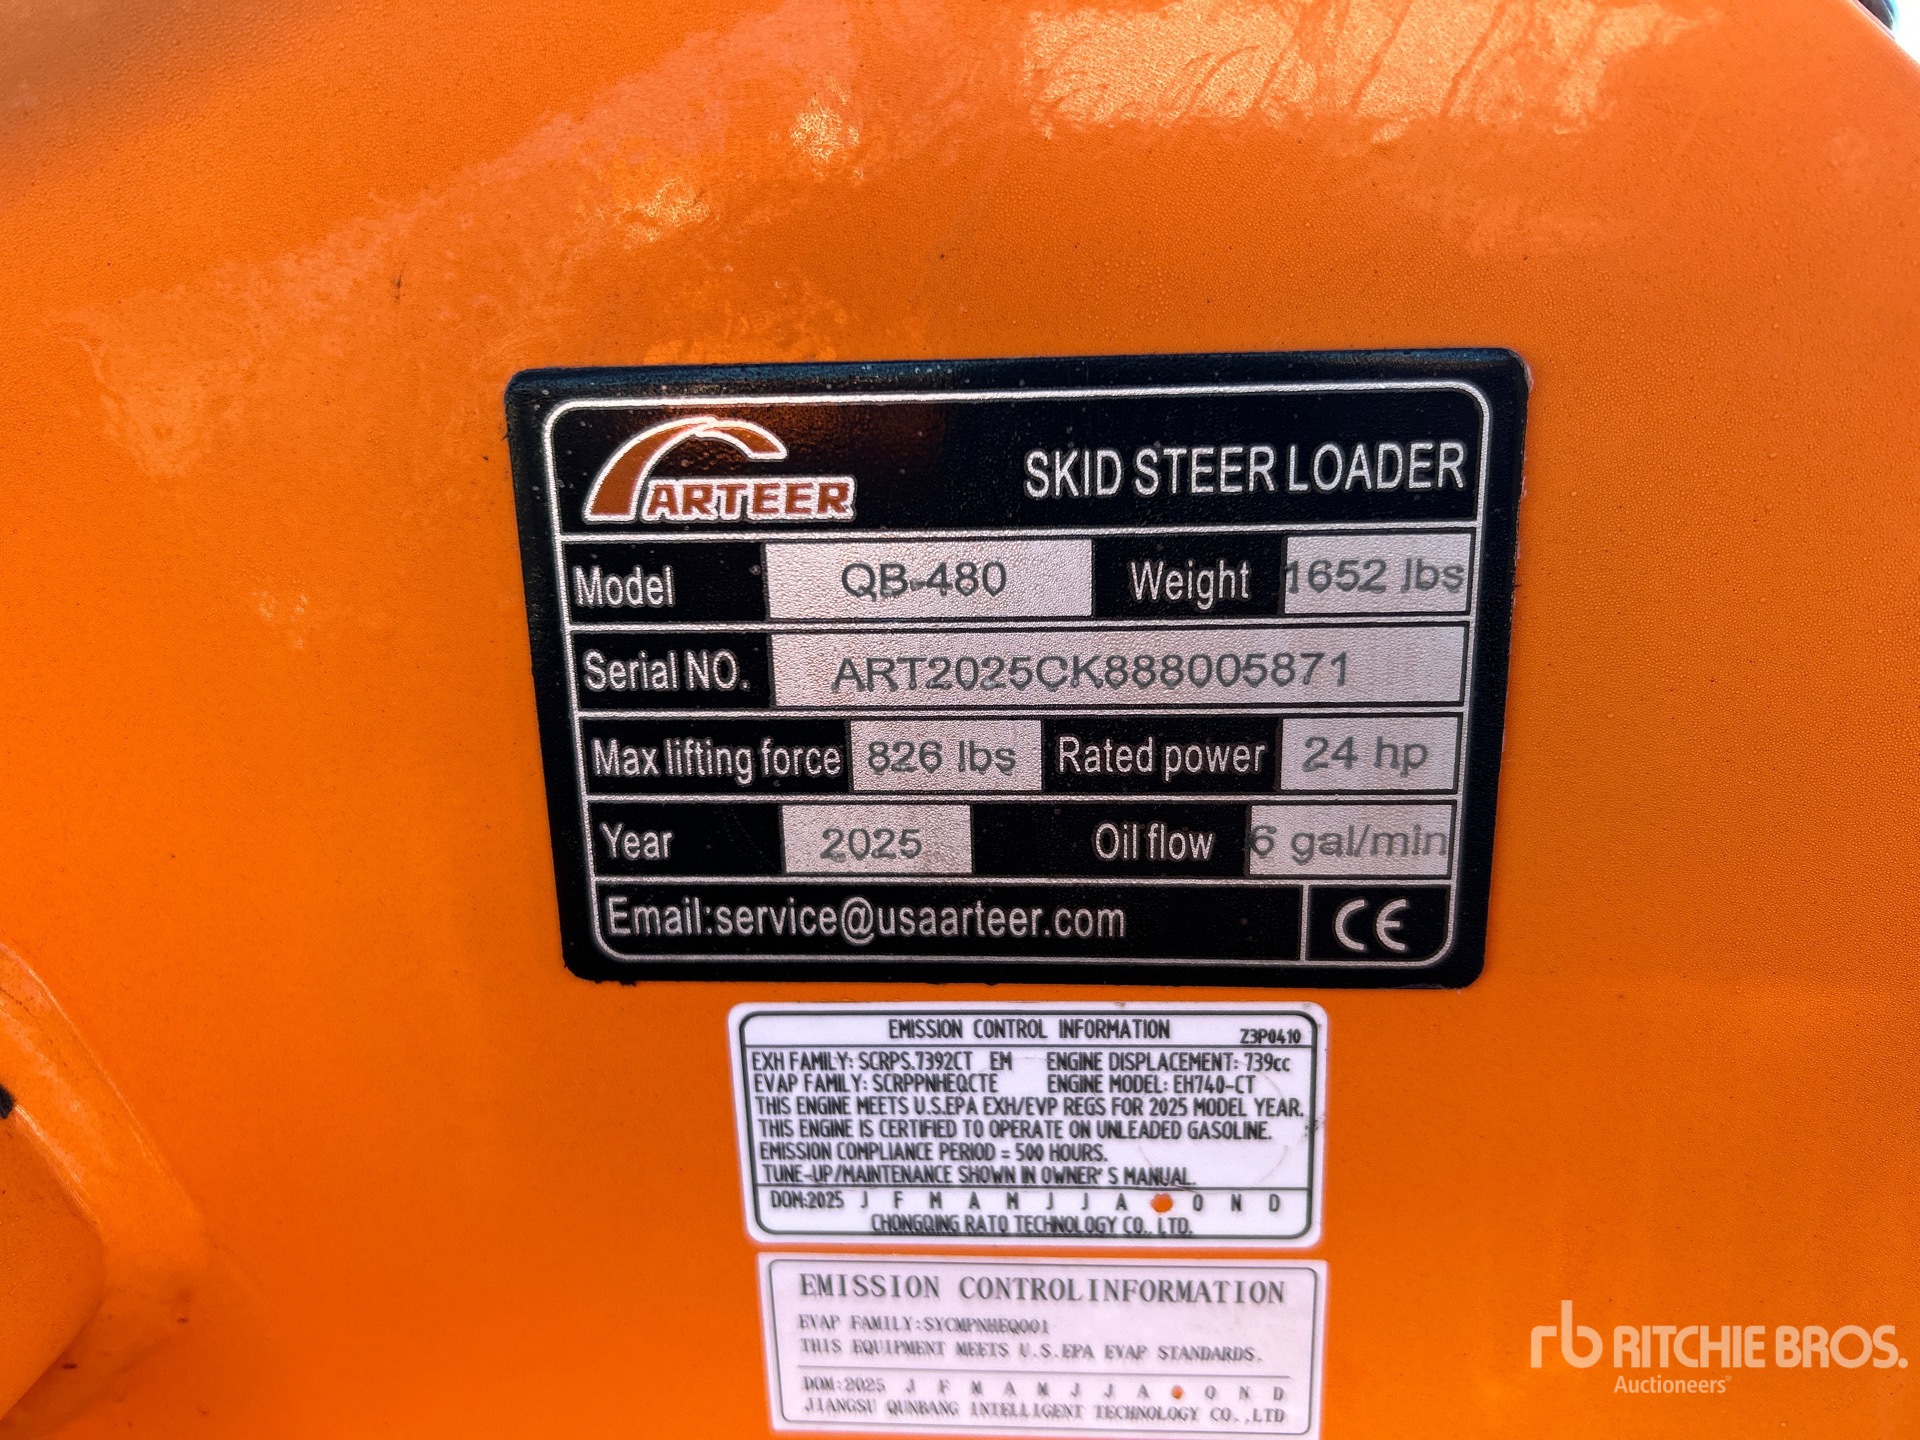 ARTEER SKID STEER LOADER
Model QB-480 Weight 1652 lbs
Serial NO. ART2025CK888005871
Max lifting force 826 lbs Rated power 24 hp
Year 2025 Oil flow 6 gal/min
Email:service@usaarteer.com CE
EMISSION CONTROL INFORMATION Z3P0410
EXH FAMILY: SCRPS.7392CT EM ENGINE DISPLACEMENT: 739cc
EVAP FAMILY: SCRPPNHEQCTE ENGINE MODEL: EH740-CT
THIS ENGINE MEETS U.S.EPA EXH/EVP REGS FOR 2025 MODEL YEAR.
THIS ENGINE IS CERTIFIED TO OPERATE ON UNLEADED GASOLINE.
EMISSION COMPLIANCE PERIOD = 500 HOURS.
TUNE-UP/MAINTENANCE SHOWN IN OWNER'S MANUAL.
DOM:2025 J F M A M J J A O N D
CHONGQING RATO TECHNOLOGY CO., LTD.
EMISSION CONTROL INFORMATION
EVAP FAMILY:SYCMPNHEQ001
THIS EQUIPMENT MEETS U.S.EPA EVAP STANDARDS.
DOM:2025 J F M A M J J A O N D
JIANGSU QUNBANG INTELLIGENT TECHNOLOGY CO.,LTD
rb RITCHIE BROS.
Auctioneers